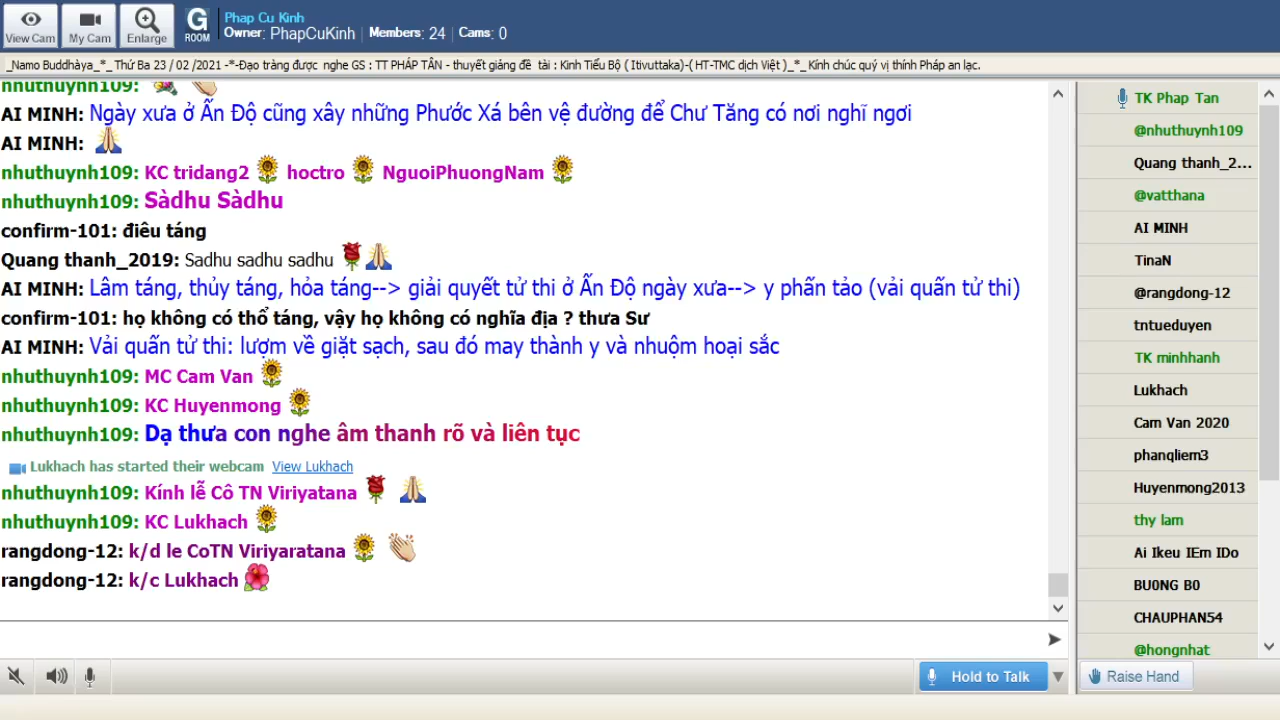 View Cam
My Cam
Enlarge
G
ROOM
Phap Cu Kinh
Owner: PhapCuKinh | Members: 24 | Cams: 0
_Namo Buddhàya_*_ Thứ Ba 23 / 02 /2021 -*-Đạo tràng được nghe GS : TT PHÁP TÂN - thuyết giảng đề tài : Kinh Tiểu Bộ ( Itivuttaka)-( HT-TMC dịch Việt )_*_ Kính chúc quý vị thính Pháp an lạc.
nhuthuynh109:
AI MINH: Ngày xưa ở Ấn Độ cũng xây những Phước Xá bên vệ đường để Chư Tăng có nơi nghĩ ngơi
AI MINH:
nhuthuynh109: KC tridang2 hoctro NguoiPhuongNam
nhuthuynh109: Sàdhu Sàdhu
confirm-101: điêu táng
Quang thanh_2019: Sadhu sadhu sadhu
AI MINH: Lâm táng, thủy táng, hỏa táng--> giải quyết tử thi ở Ấn Độ ngày xưa--> y phấn tảo (vải quấn tử thi)
confirm-101: họ không có thổ táng, vậy họ không có nghĩa địa ? thưa Sư
AI MINH: Vải quấn tử thi: lượm về giặt sạch, sau đó may thành y và nhuộm hoại sắc
nhuthuynh109: MC Cam Van
nhuthuynh109: KC Huyenmong
nhuthuynh109: Dạ thưa con nghe âm thanh rõ và liên tục
Lukhach has started their webcam View Lukhach
nhuthuynh109: Kính lễ Cô TN Viriyatana
nhuthuynh109: KC Lukhach
rangdong-12: k/d le CoTN Viriyaratana
rangdong-12: k/c Lukhach
TK Phap Tan
@nhuthuynh109
Quang thanh_2...
@vatthana
AI MINH
TinaN
@rangdong-12
tntueduyen
TK minhhanh
Lukhach
Cam Van 2020
phanqliem3
Huyenmong2013
thy lam
Ai Ikeu IEm IDo
BU0NG B0
CHAUPHAN54
@hongnhat
Hold to Talk
Raise Hand